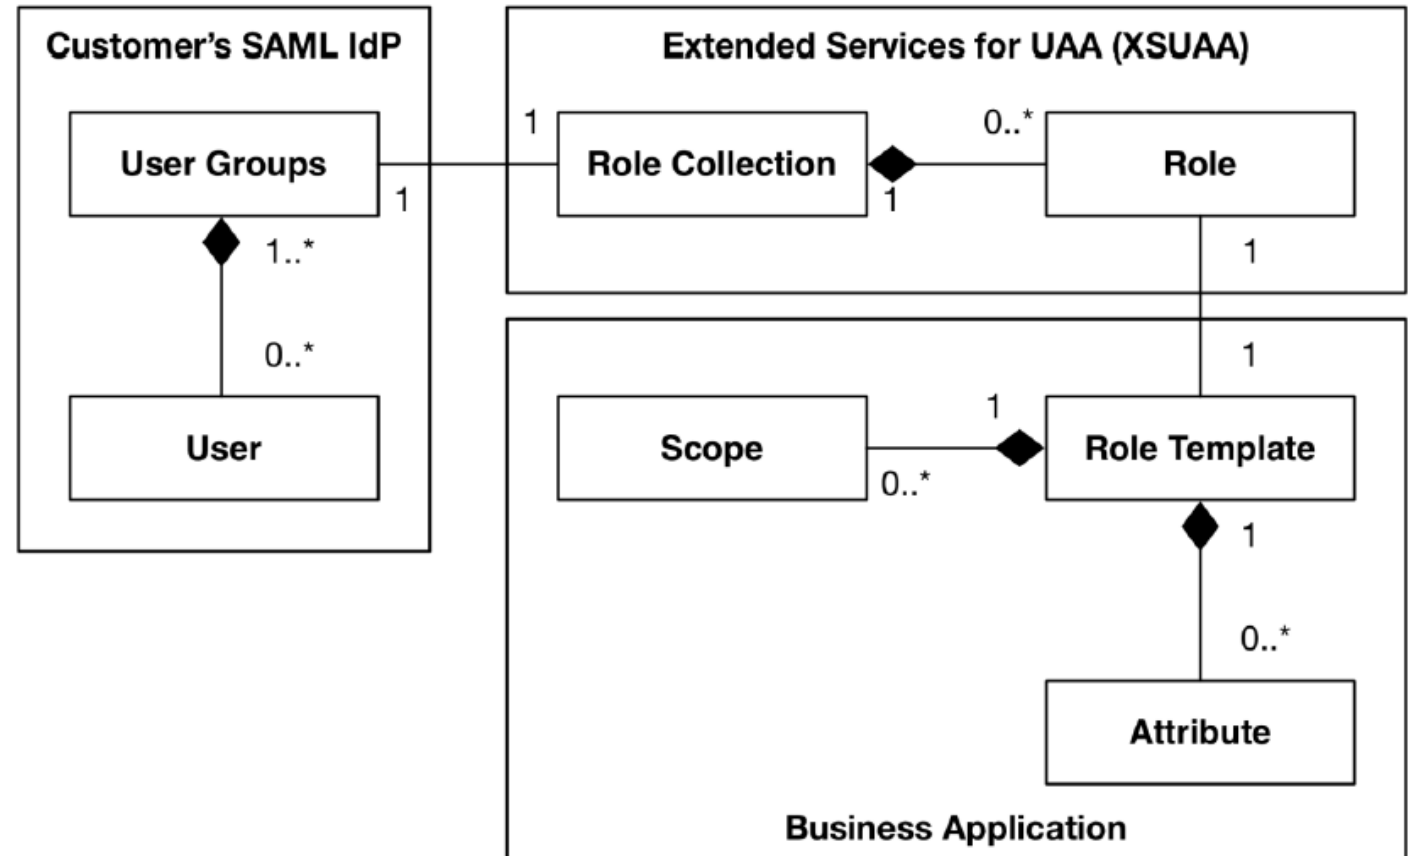 Customer’s SAML IdP
User Groups
1
1..*
0..*
User
Extended Services for UAA (XSUAA)
1
Role Collection
1
0..*
Role
1
1
Scope
0..*
1
Role Template
1
0..*
Attribute
Business Application